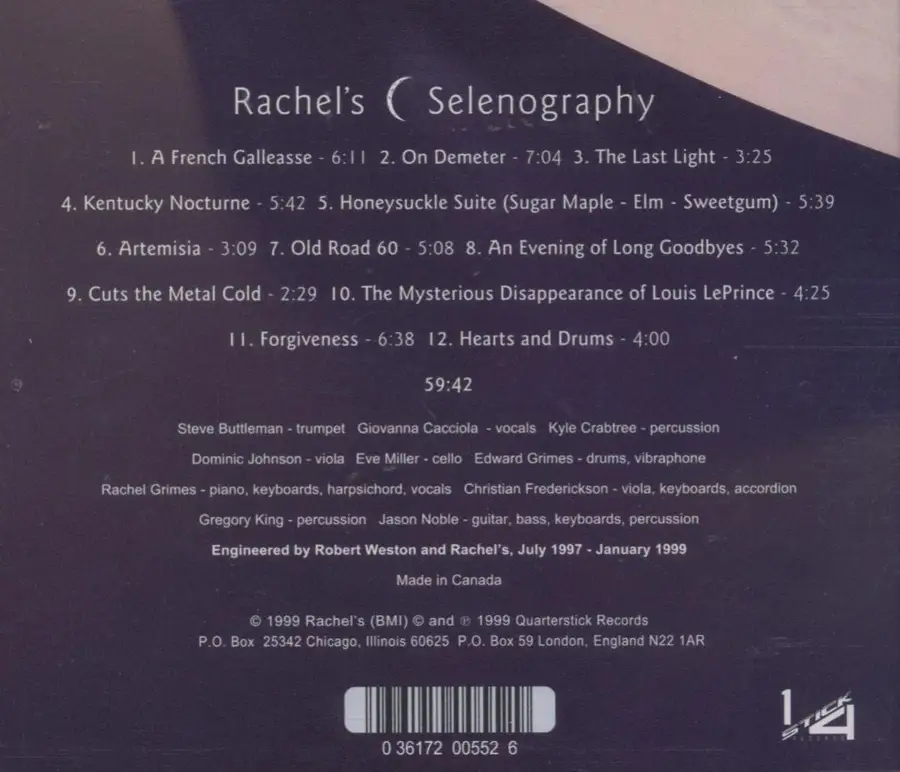 Rachel's Selenography
1. A French Galleasse - 6:11 2. On Demeter - 7:04 3. The Last Light - 3:25
4. Kentucky Nocturne - 5:42 5. Honeysuckle Suite (Sugar Maple - Elm - Sweetgum) - 5:39
6. Artemisia - 3:09 7. Old Road 60 - 5:08 8. An Evening of Long Goodbyes - 5:32
9. Cuts the Metal Cold - 2:29 10. The Mysterious Disappearance of Louis LePrince - 4:25
11. Forgiveness - 6:38 12. Hearts and Drums - 4:00
59:42
Steve Buttleman - trumpet Giovanna Cacciola - vocals Kyle Crabtree - percussion
Dominic Johnson - viola Eve Miller - cello Edward Grimes - drums, vibraphone
Rachel Grimes - piano, keyboards, harpsichord, vocals Christian Frederickson - viola, keyboards, accordion
Gregory King - percussion Jason Noble - guitar, bass, keyboards, percussion
Engineered by Robert Weston and Rachel's, July 1997 - January 1999
Made in Canada
© 1999 Rachel's (BMI) © and ℗ 1999 Quarterstick Records
P.O. Box 25342 Chicago, Illinois 60625 P.O. Box 59 London, England N22 1AR
0 36172 00552 6
1/4 STICK
RECORDS